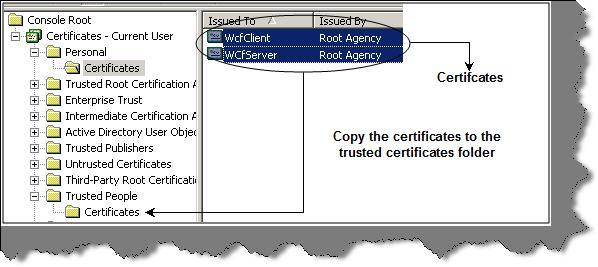 Console Root
Certificates - Current User
Personal
Certificates
Trusted Root Certification A
Enterprise Trust
Intermediate Certification A
Active Directory User Objec
Trusted Publishers
Untrusted Certificates
Third-Party Root Certification
Trusted People
Certificates
Issued To Issued By
WcfClient Root Agency
WCfServer Root Agency
Certifcates
Copy the certificates to the
trusted certificates folder